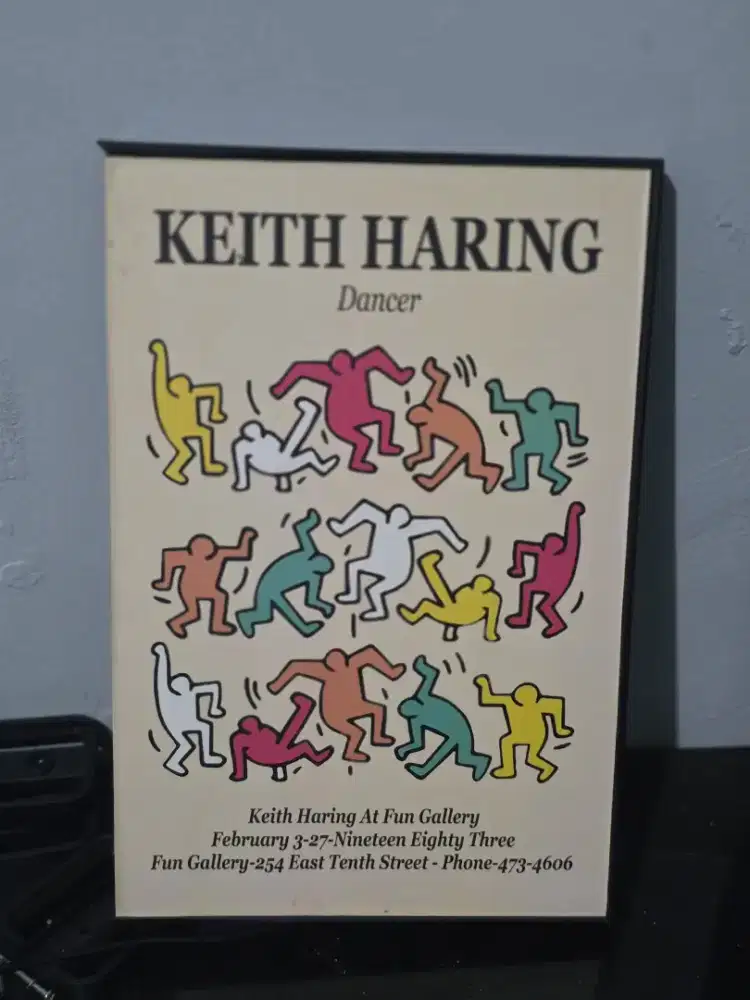 KEITH HARING
Dancer
Keith Haring At Fun Gallery
February 3-27-Nineteen Eighty Three
Fun Gallery-254 East Tenth Street - Phone-473-4606